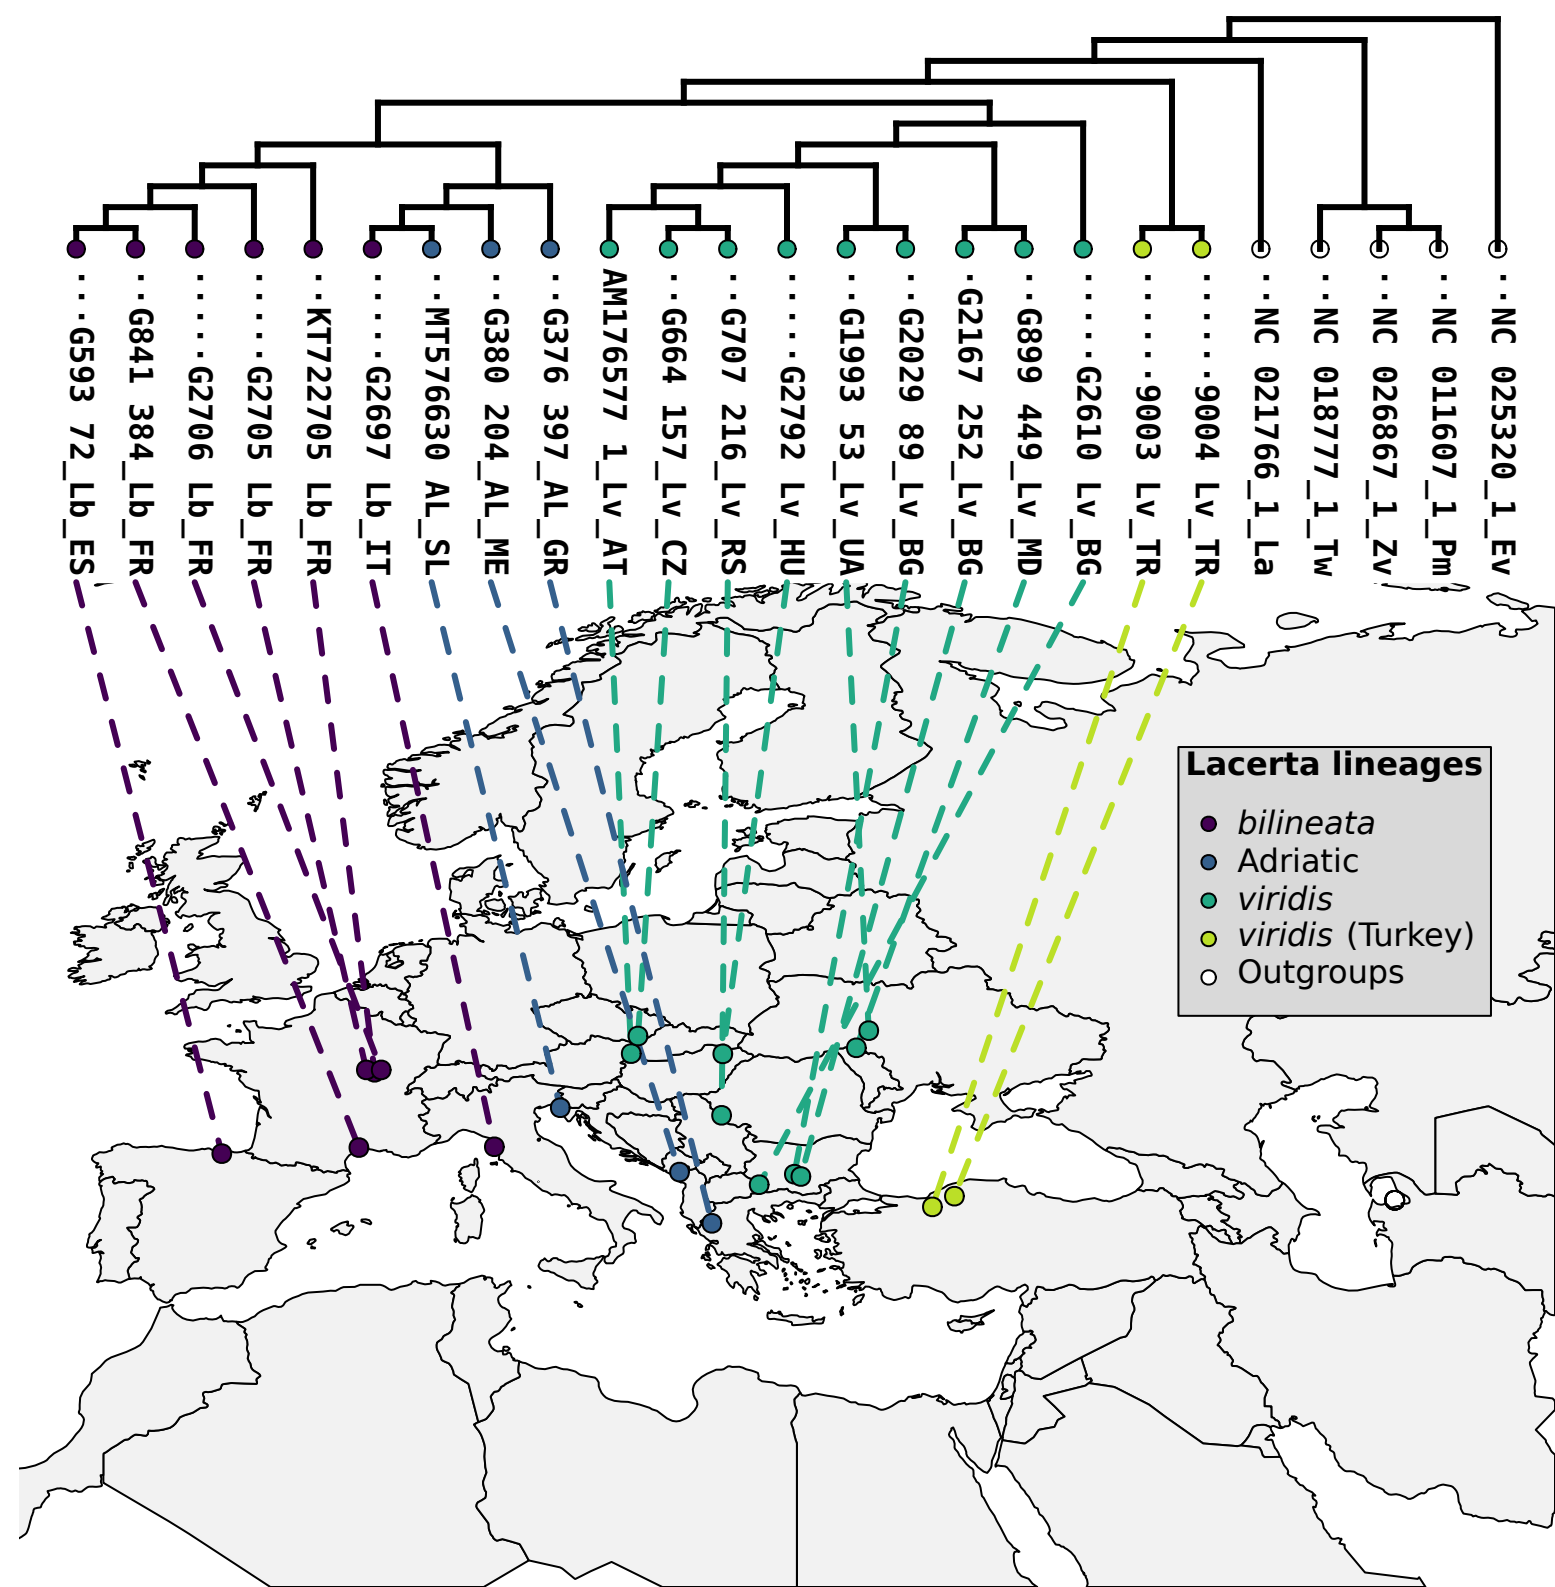 ···G593 72_Lb_ES
··G841 384_Lb_FR
·····G2706 Lb_FR
·····G2705 Lb_FR
··KT722705 Lb_FR
·····G2697 Lb_IT
··MT576630 AL_SL
··G380 204_AL_ME
··G376 397_AL_GR
AM176577 1_Lv_AT
··G664 157_Lv_CZ
··G707 216_Lv_RS
·····G2792 Lv_HU
··G1993 53_Lv_UA
··G2029 89_Lv_BG
·G2167 252_Lv_BG
··G899 449_Lv_MD
·····G2610 Lv_BG
······9003 Lv_TR
······9004 Lv_TR
··NC 021766_1_La
··NC 018777_1_Tw
··NC 026867_1_Zv
··NC 011607_1_Pm
··NC 025320_1_Ev
Lacerta lineages
bilineata
Adriatic
viridis
viridis (Turkey)
Outgroups